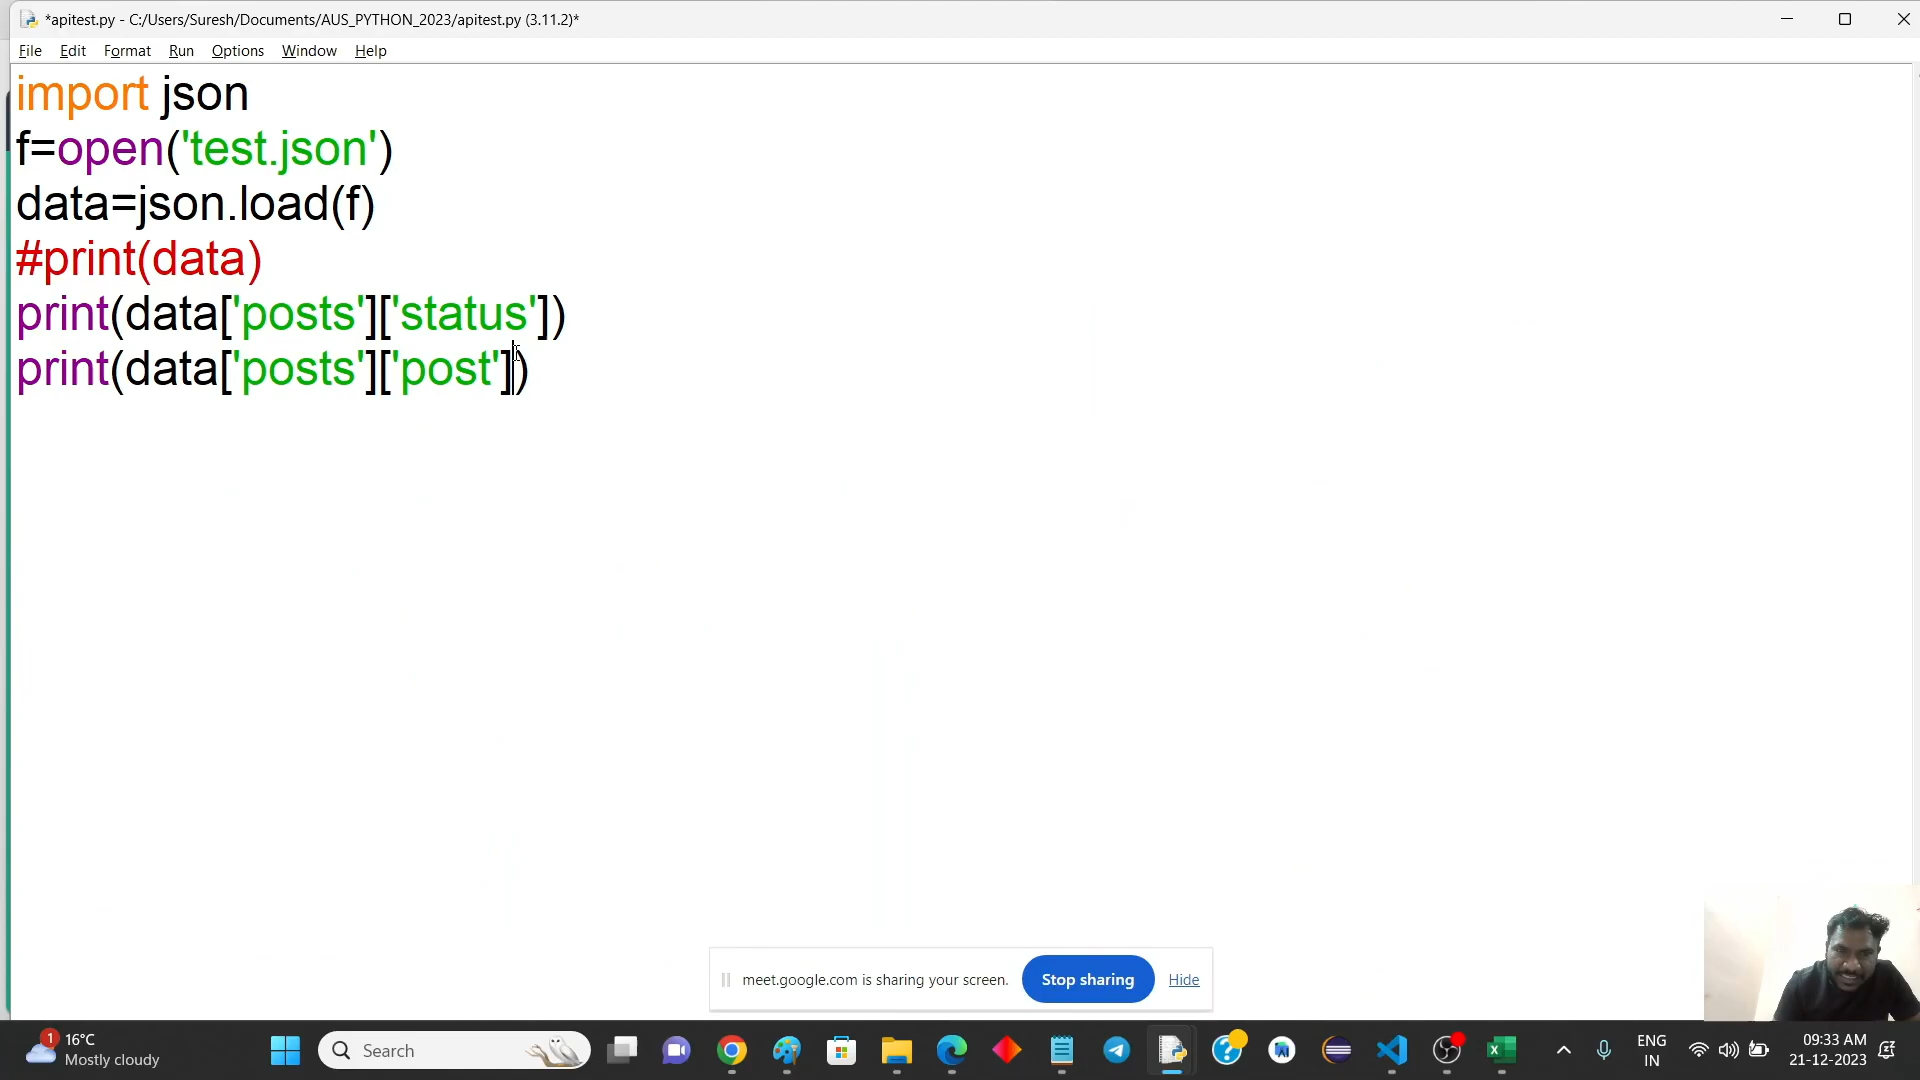 *apitest.py - C:/Users/Suresh/Documents/AUS_PYTHON_2023/apitest.py (3.11.2)*
File Edit Format Run Options Window Help
import json
f=open('test.json')
data=json.load(f)
#print(data)
print(data['posts']['status'])
print(data['posts']['post'])
meet.google.com is sharing your screen. Stop sharing Hide
1 16°C
Mostly cloudy
Search
ENG
IN
09:33 AM
21-12-2023